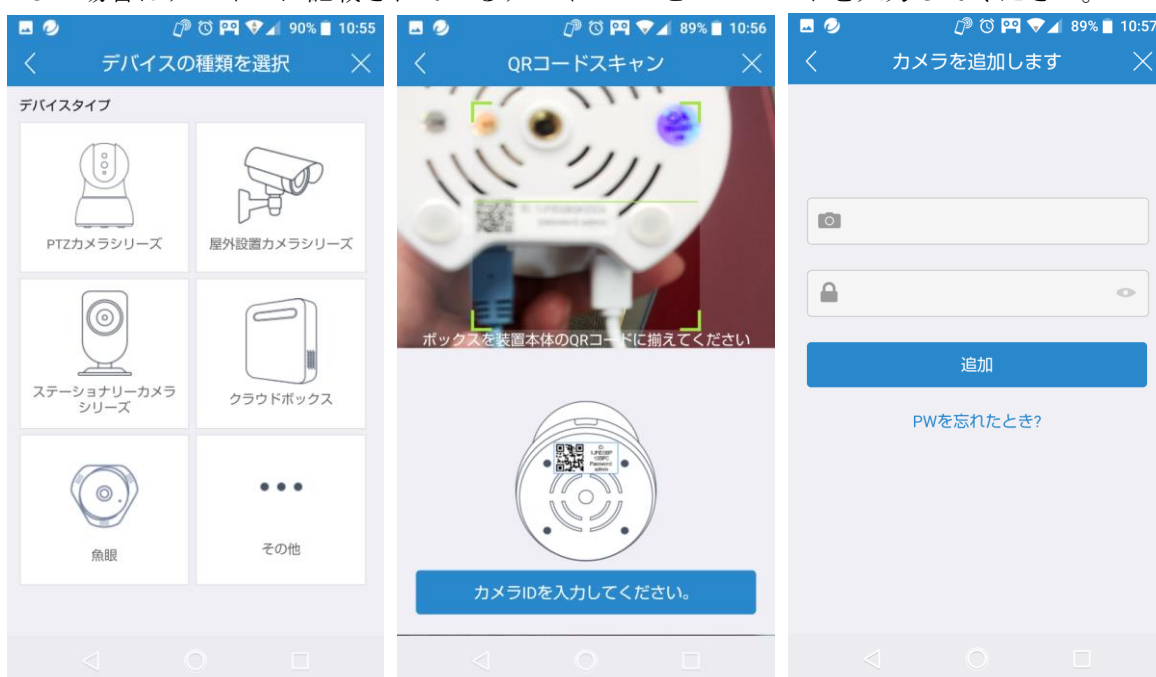 90% 10:55
デバイスの種類を選択
デバイスタイプ
PTZカメラシリーズ
屋外設置カメラシリーズ
ステーショナリーカメラ
シリーズ
クラウドボックス
魚眼
その他
89% 10:56
QRコードスキャン
ボックスを装置本体のQRコードに揃えてください
ID
Password
admin
カメラIDを入力してください。
89% 10:57
カメラを追加します
追加
PWを忘れたとき?